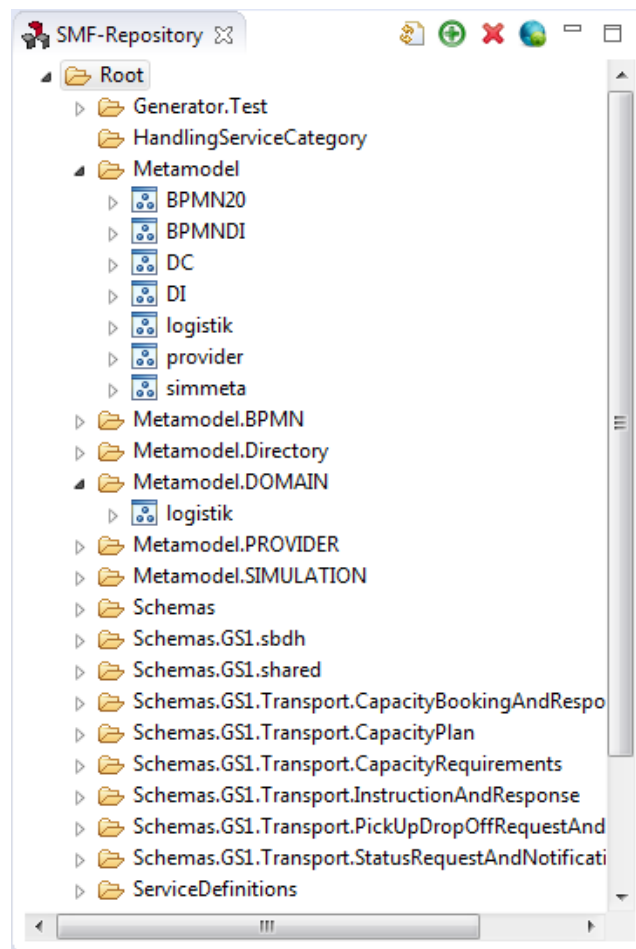 SMF-Repository
Root
Generator.Test
HandlingServiceCategory
Metamodel
BPMN20
BPMNDI
DC
DI
logistik
provider
simmeta
Metamodel.BPMN
Metamodel.Directory
Metamodel.DOMAIN
logistik
Metamodel.PROVIDER
Metamodel.SIMULATION
Schemas
Schemas.GS1.sbdh
Schemas.GS1.shared
Schemas.GS1.Transport.CapacityBookingAndRespo
Schemas.GS1.Transport.CapacityPlan
Schemas.GS1.Transport.CapacityRequirements
Schemas.GS1.Transport.InstructionAndResponse
Schemas.GS1.Transport.PickUpDropOffRequestAnd
Schemas.GS1.Transport.StatusRequestAndNotificati
ServiceDefinitions